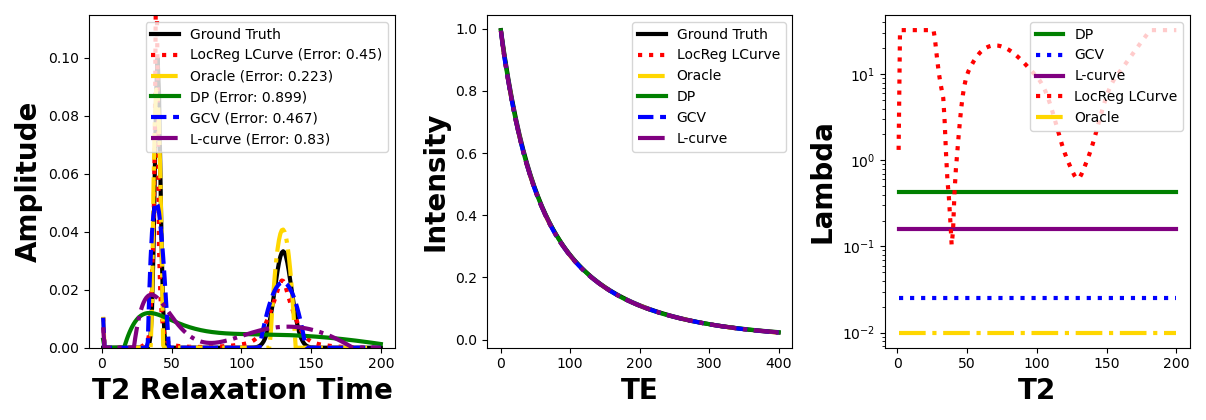 Amplitude
0.10
0.08
0.06
0.04
0.02
0.00
0
50
100
150
200
T2 Relaxation Time
Ground Truth
LocReg LCurve (Error: 0.45)
Oracle (Error: 0.223)
DP (Error: 0.899)
GCV (Error: 0.467)
L-curve (Error: 0.83)
Intensity
1.0
0.8
0.6
0.4
0.2
0.0
0
100
200
300
400
TE
Ground Truth
LocReg LCurve
Oracle
DP
GCV
L-curve
Lambda
10¹
10⁰
10⁻¹
10⁻²
0
50
100
150
200
T2
DP
GCV
L-curve
LocReg LCurve
Oracle